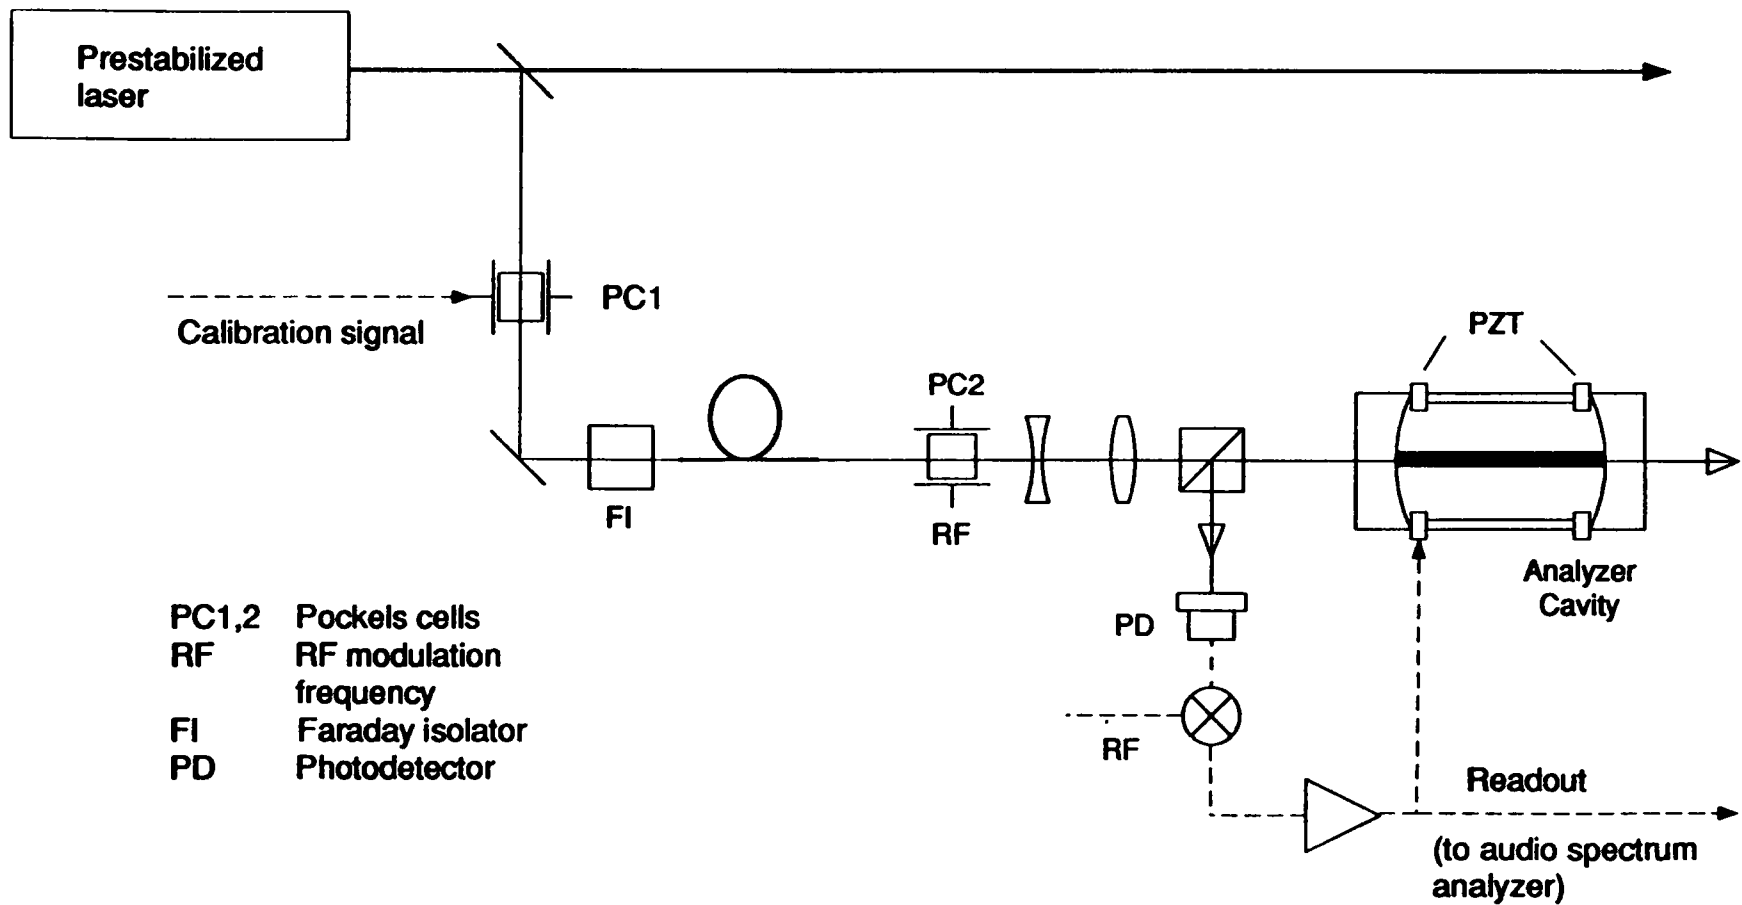 Prestabilized
laser
PC1
Calibration signal
PZT
PC2
FI
RF
Analyzer
Cavity
PD
PC1,2 Pockels cells
RF RF modulation
frequency
FI Faraday isolator
PD Photodetector
RF
Readout
(to audio spectrum
analyzer)